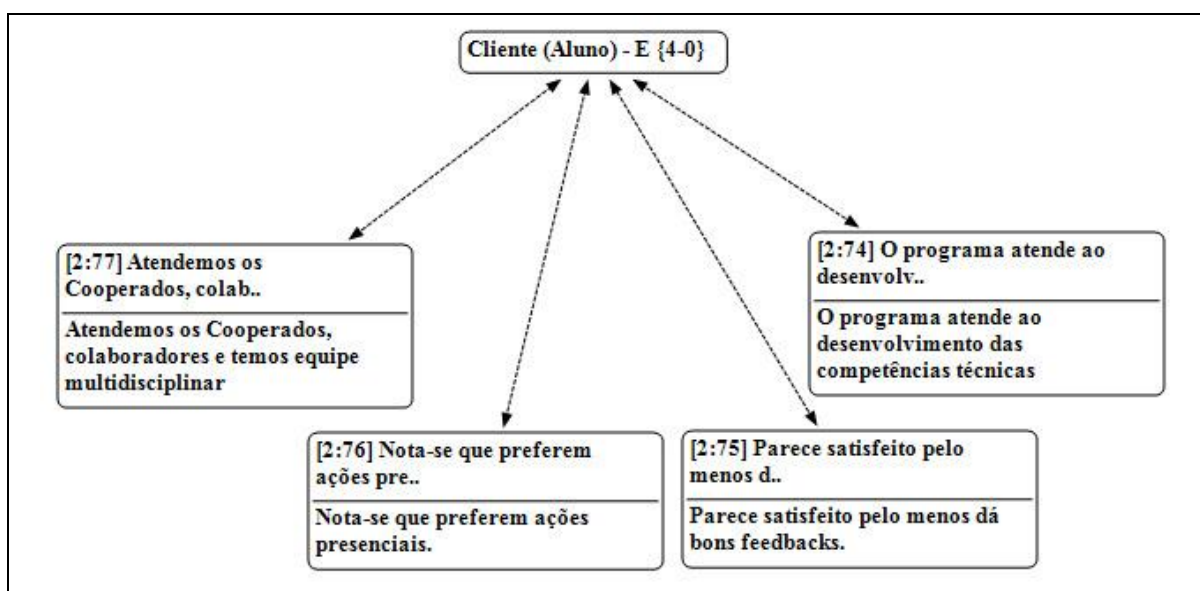 Cliente (Aluno) - E {4-0}
[2:77] Atendemos os
Cooperados, colab..
Atendemos os Cooperados,
colaboradores e temos equipe
multidisciplinar
[2:74] O programa atende ao
desenvolv..
O programa atende ao
desenvolvimento das
competências técnicas
[2:76] Nota-se que preferem
ações pre..
Nota-se que preferem ações
presenciais.
[2:75] Parece satisfeito pelo
menos d..
Parece satisfeito pelo menos dá
bons feedbacks.